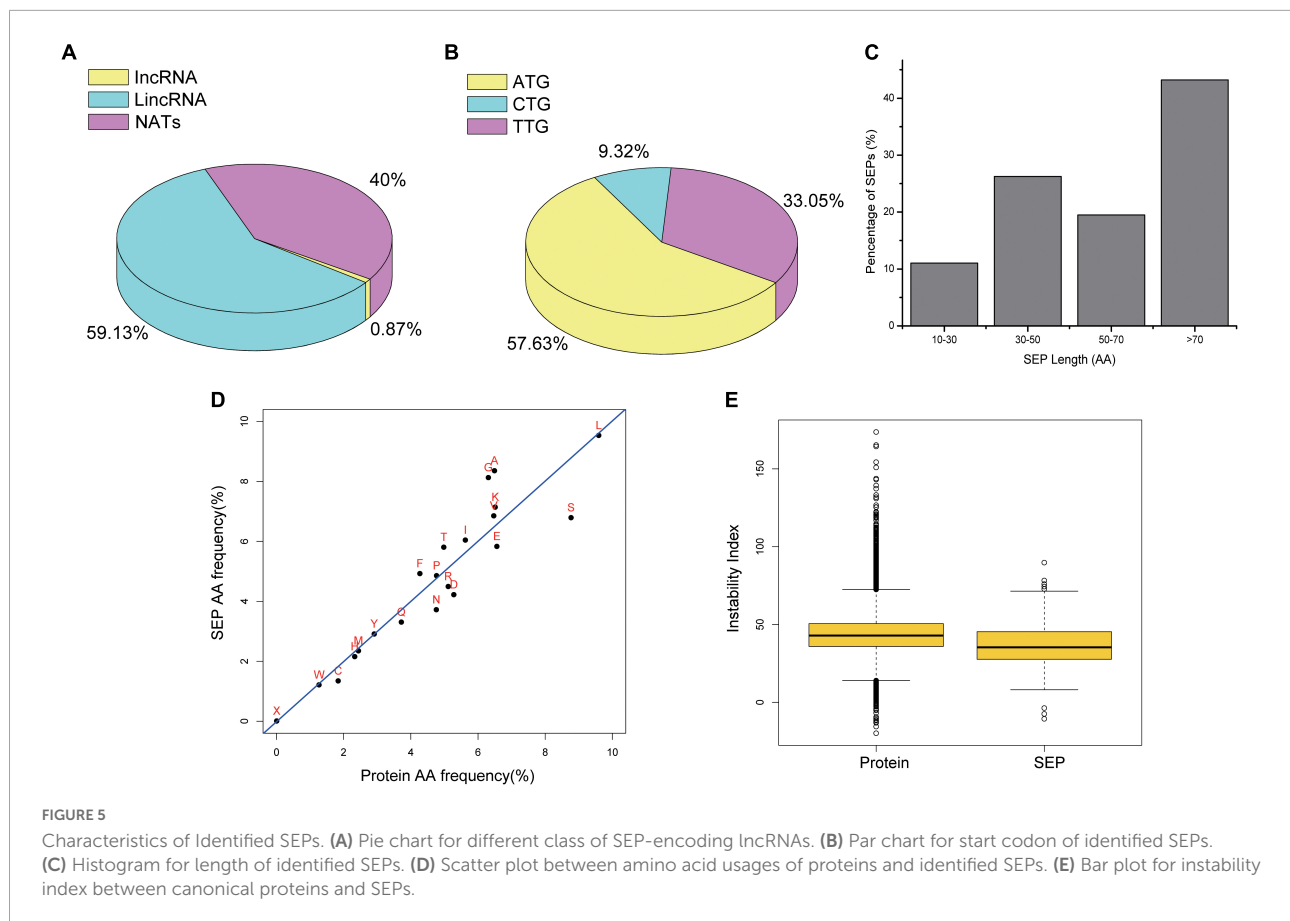 A
lncRNA
LincRNA
NATs
40%
59.13%
0.87%
B
ATG
CTG
TTG
9.32%
33.05%
57.63%
C
Pencentage of SEPs (%)
40
30
20
10
0
10-30
30-50
50-70
>70
SEP Length (AA)
D
SEP AA frequency(%)
10
8
6
4
2
0
L
A
G
K
V
S
I
T
E
F
P
R
D
N
Q
Y
M
H
W
C
X
0
2
4
6
8
10
Protein AA frequency(%)
E
Instability Index
150
100
50
0
Protein
SEP
FIGURE 5
Characteristics of Identified SEPs. (A) Pie chart for different class of SEP-encoding lncRNAs. (B) Par chart for start codon of identified SEPs.
(C) Histogram for length of identified SEPs. (D) Scatter plot between amino acid usages of proteins and identified SEPs. (E) Bar plot for instability
index between canonical proteins and SEPs.